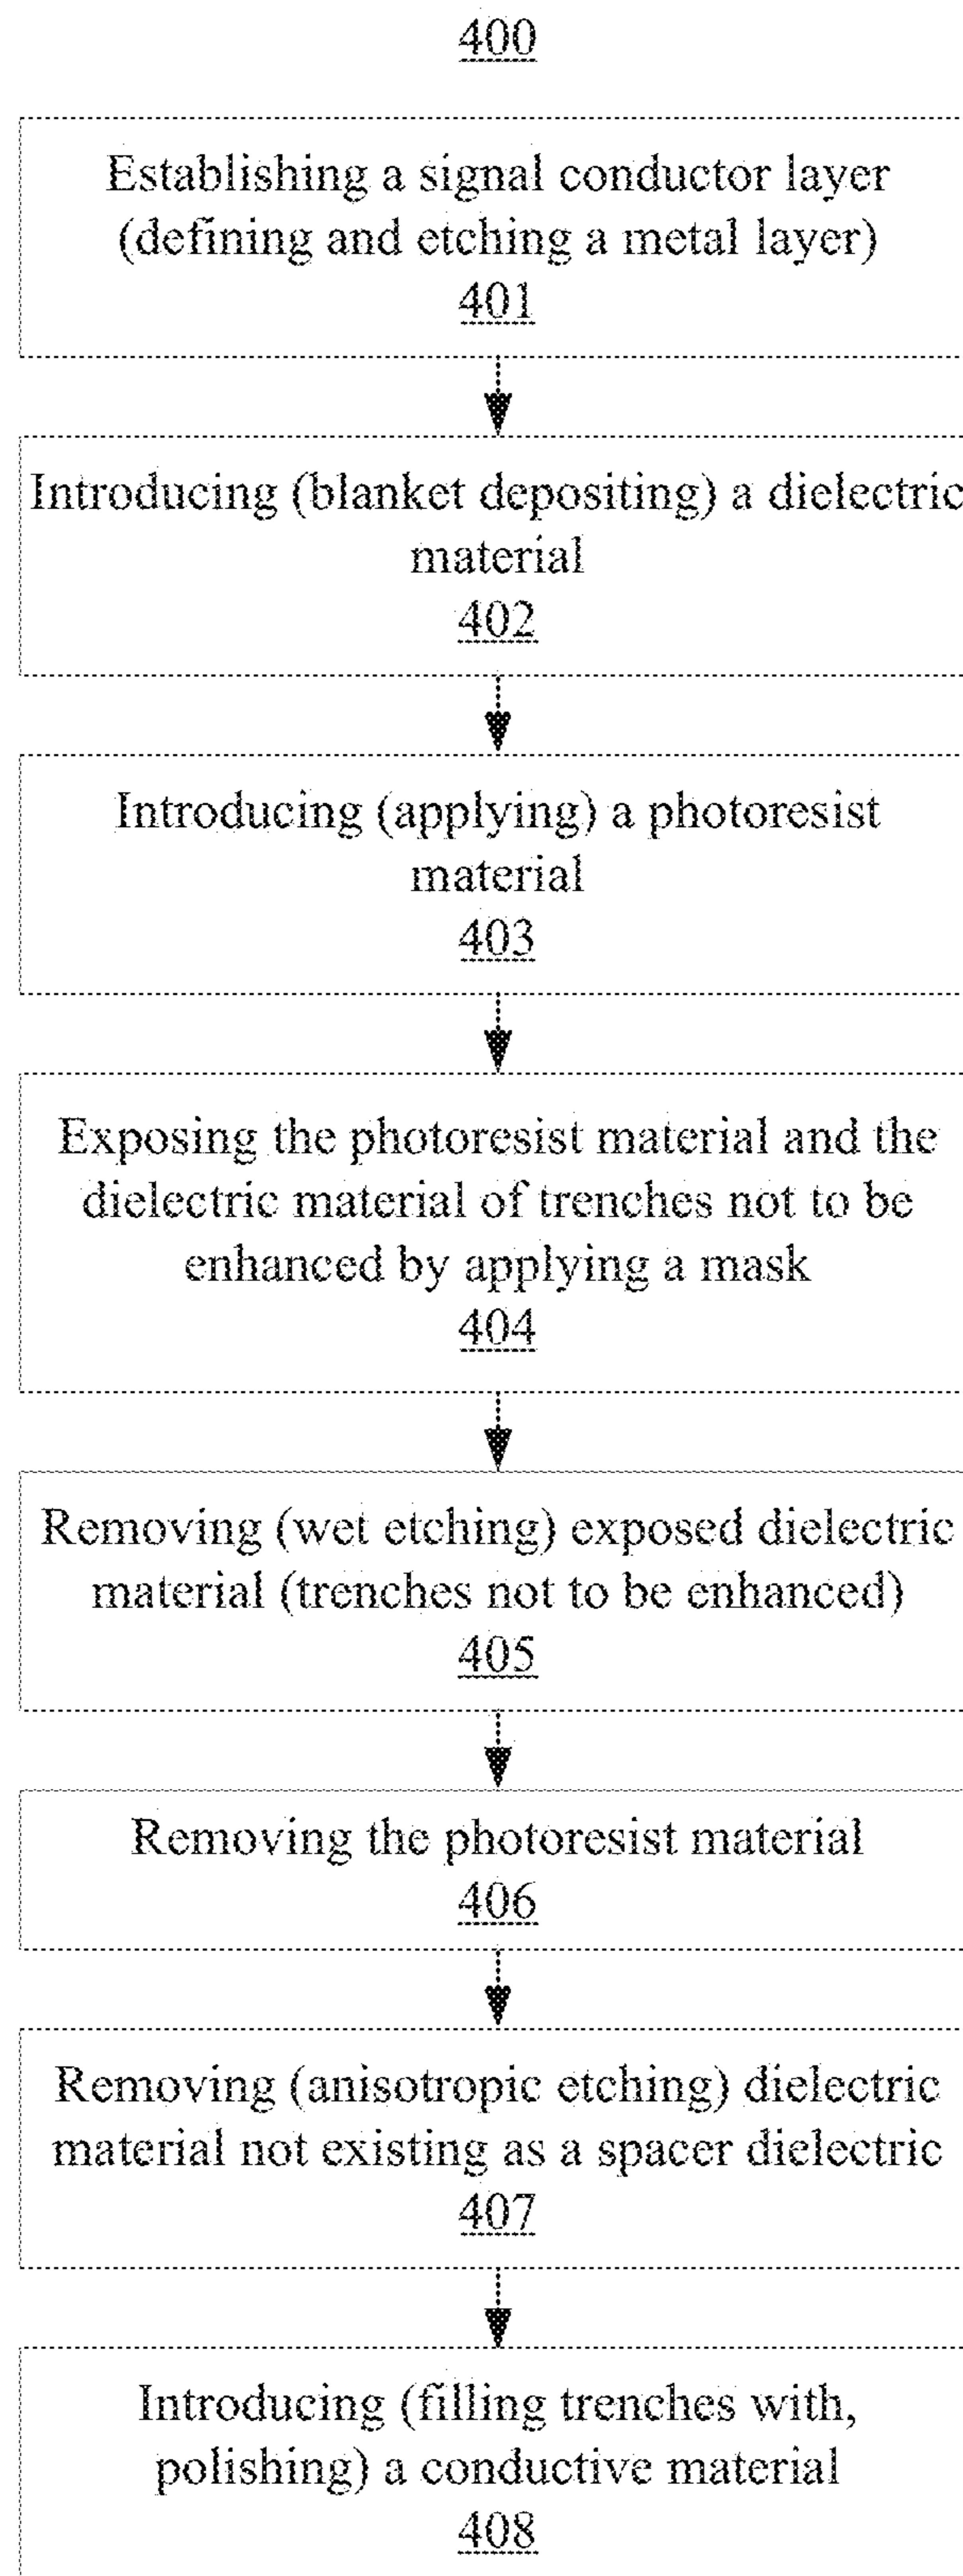 400
Establishing a signal conductor layer
(defining and etching a metal layer)
401
Introducing (blanket depositing) a dielectric
material
402
Introducing (applying) a photoresist
material
403
Exposing the photoresist material and the
dielectric material of trenches not to be
enhanced by applying a mask
404
Removing (wet etching) exposed dielectric
material (trenches not to be enhanced)
405
Removing the photoresist material
406
Removing (anisotropic etching) dielectric
material not existing as a spacer dielectric
407
Introducing (filling trenches with,
polishing) a conductive material
408